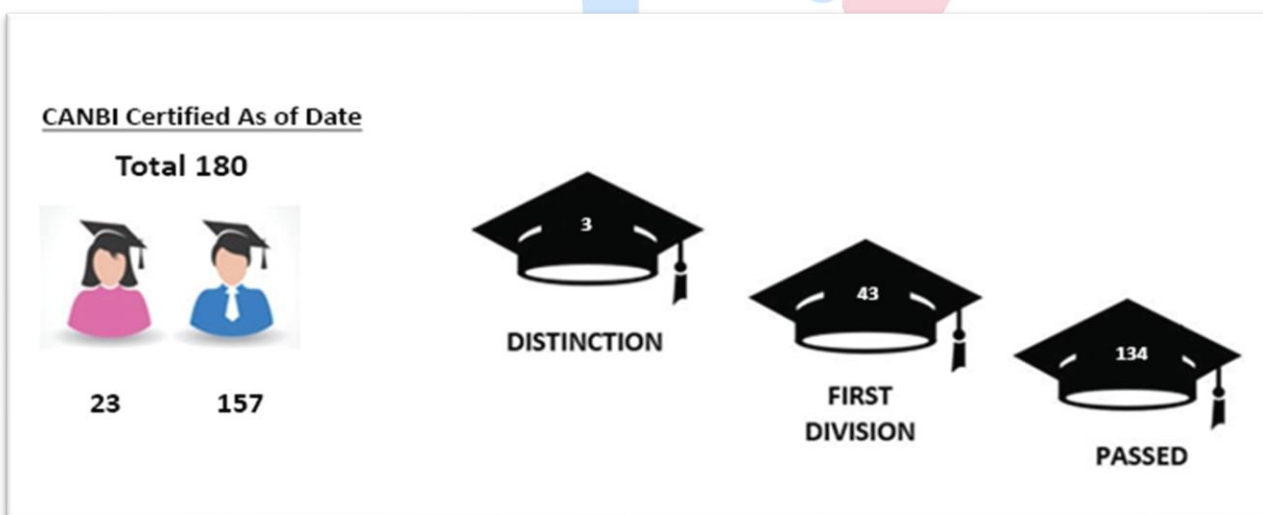 CANBI Certified As of Date
Total 180
23 157
3
DISTINCTION
43
FIRST
DIVISION
134
PASSED